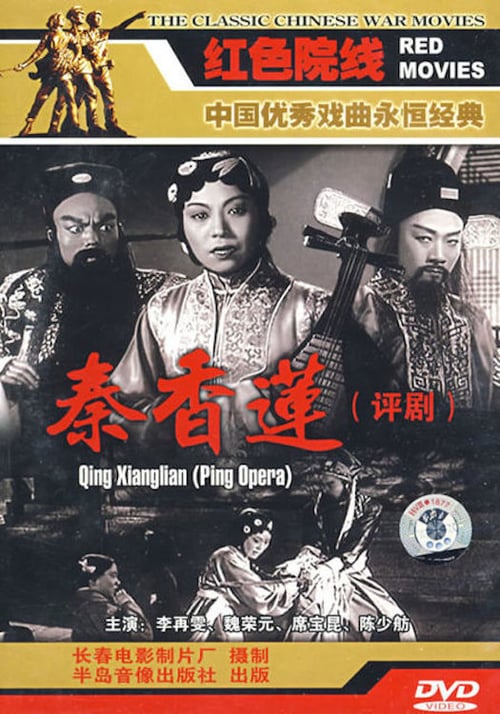 THE CLASSIC CHINESE WAR MOVIES
红色院线
RED
MOVIES
中国优秀戏曲永恒经典
秦香莲
(评剧)
Qing Xianglian (Ping Opera)
主演：李再雯、魏荣元、席宝昆、陈少舫
长春电影制片厂 摄制
半岛音像出版社 出版
DVD
VIDEO